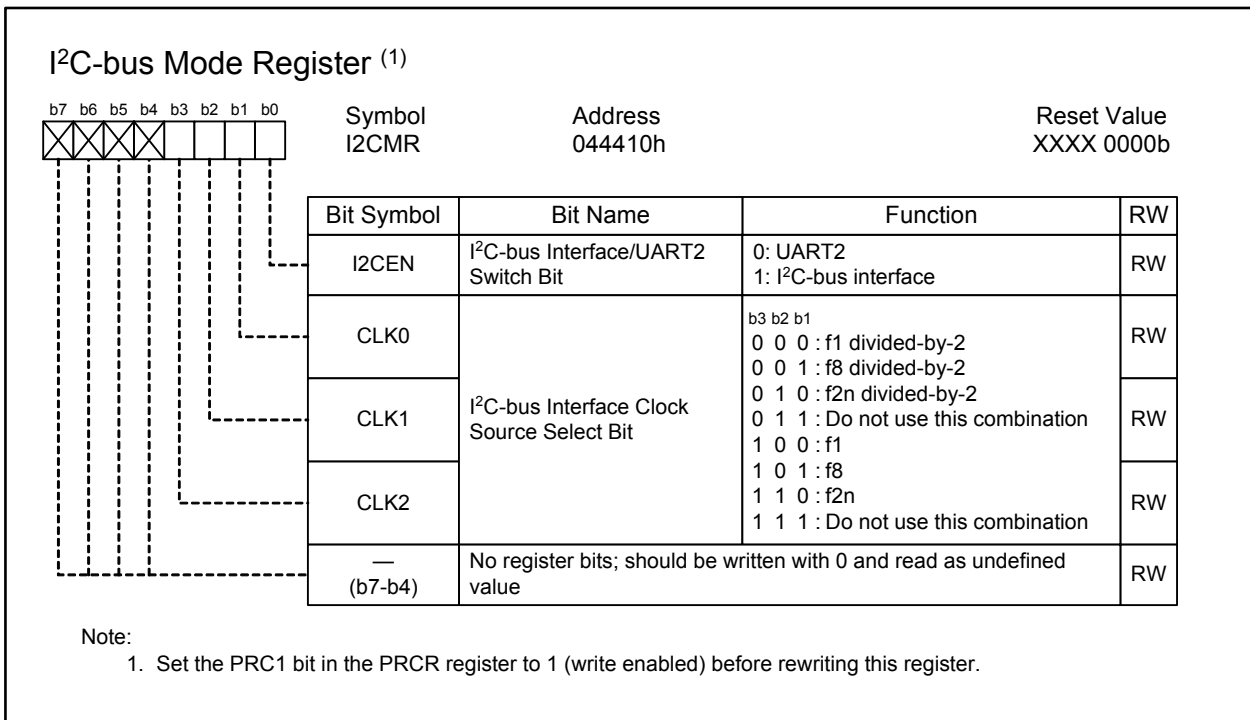 I²C-bus Mode Register (1)
b7 b6 b5 b4 b3 b2 b1 b0
Symbol Address Reset Value
I2CMR 044410h XXXX 0000b
Bit Symbol Bit Name Function RW
I2CEN I²C-bus Interface/UART2 Switch Bit 0: UART2 RW
1: I²C-bus interface
CLK0 I²C-bus Interface Clock Source Select Bit b3 b2 b1 RW
0 0 0 : f1 divided-by-2
0 0 1 : f8 divided-by-2
CLK1 0 1 0 : f2n divided-by-2 RW
0 1 1 : Do not use this combination
1 0 0 : f1
CLK2 1 0 1 : f8 RW
1 1 0 : f2n
1 1 1 : Do not use this combination
— (b7-b4) No register bits; should be written with 0 and read as undefined value RW
Note:
1. Set the PRC1 bit in the PRCR register to 1 (write enabled) before rewriting this register.